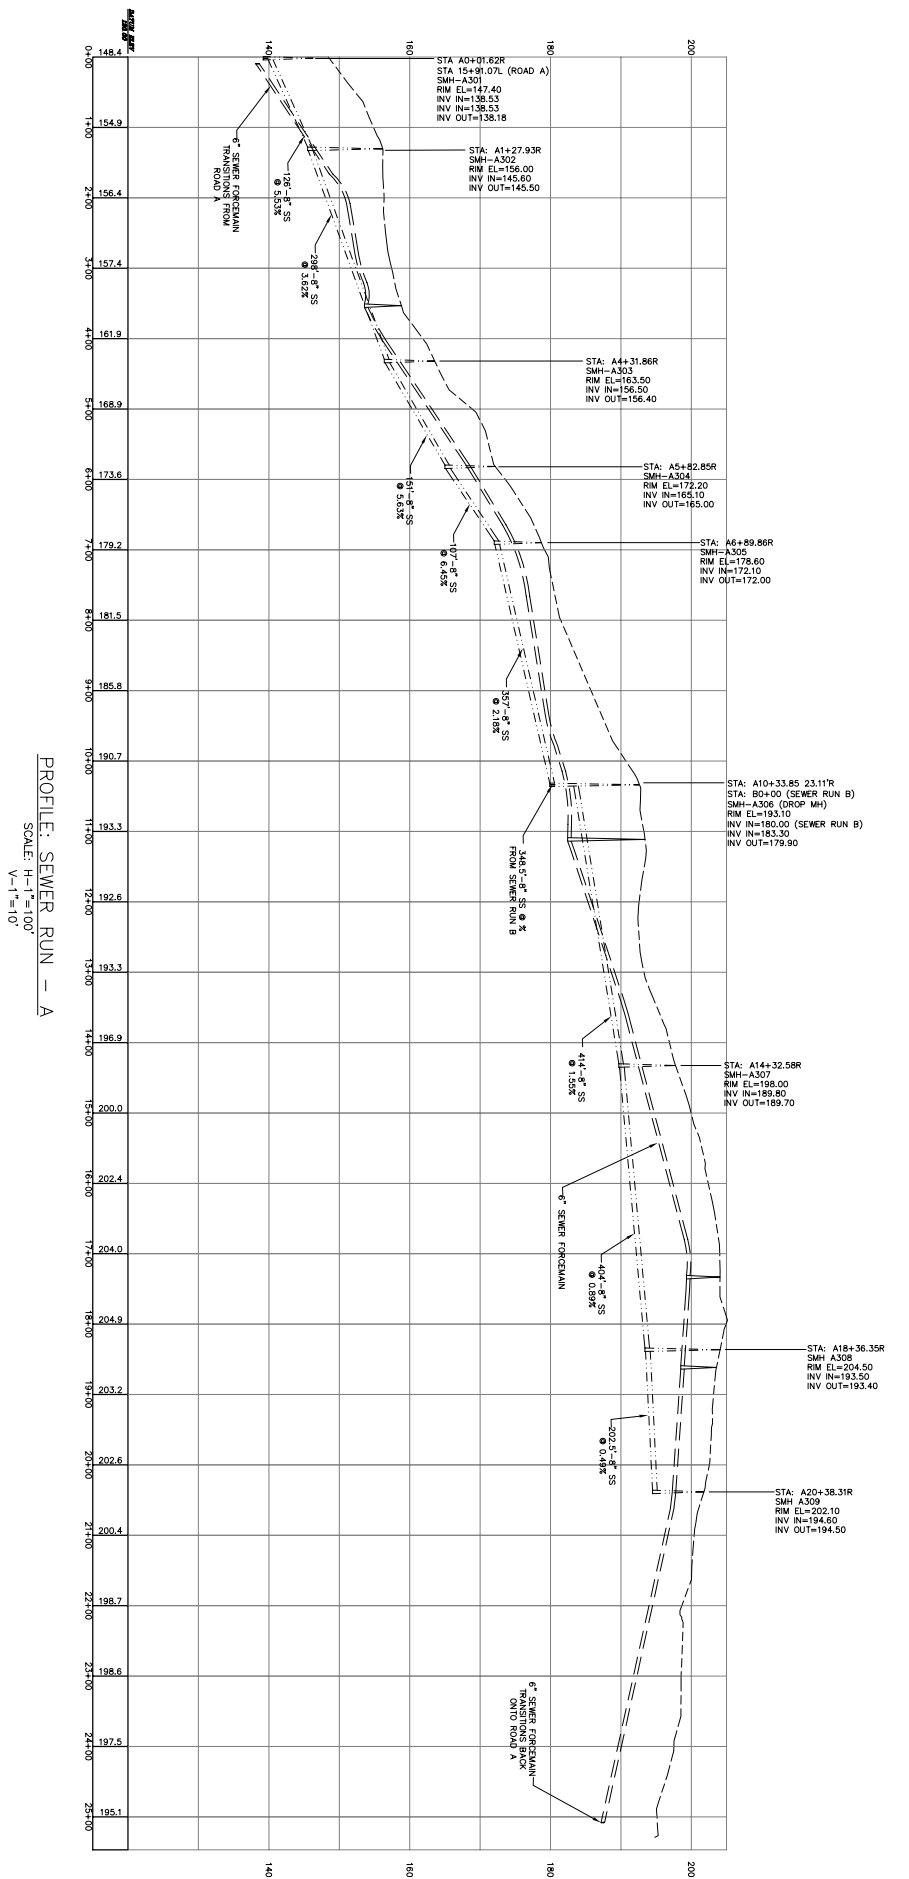 STA A0+01.62R
STA 15+91.07L (ROAD A)
SMH-A301
RIM EL=147.40
INV IN=138.53
INV IN=138.53
INV OUT=138.18
STA: A1+27.93R
SMH-A302
RIM EL=156.00
INV IN=145.60
INV OUT=145.50
STA: A4+31.86R
SMH-A303
RIM EL=163.50
INV IN=156.50
INV OUT=156.40
STA: A5+82.85R
SMH-A304
RIM EL=172.20
INV IN=165.10
INV OUT=165.00
STA: A6+89.86R
SMH-A305
RIM EL=178.60
INV IN=172.10
INV OUT=172.00
STA: A10+33.85 23.11'R
STA: B0+00 (SEWER RUN B)
SMH-A306 (DROP MH)
RIM EL=193.10
INV IN=180.00 (SEWER RUN B)
INV IN=183.30
INV OUT=179.90
STA: A14+32.58R
SMH-A307
RIM EL=198.00
INV IN=189.80
INV OUT=189.70
STA: A18+36.35R
SMH A308
RIM EL=204.50
INV IN=193.50
INV OUT=193.40
STA: A20+38.31R
SMH A309
RIM EL=202.10
INV IN=194.60
INV OUT=194.50
200
180
160
140
200
180
160
140
6" SEWER FORCEMAIN
TRANSITIONS FROM
ROAD A
126'-8" SS
@ 5.53%
298'-8" SS
@ 3.62%
151'-8" SS
@ 5.63%
107'-8" SS
@ 6.45%
357'-8" SS
@ 2.18%
348.5'-8" SS @ %
FROM SEWER RUN B
414'-8" SS
@ 1.55%
6" SEWER FORCEMAIN
404'-8" SS
@ 0.89%
202.5'-8" SS
@ 0.49%
6" SEWER FORCEMAIN
TRANSITIONS BACK
ONTO ROAD A
DATUM ELEV
148.4
154.9
156.4
157.4
161.9
168.9
173.6
179.2
181.5
185.8
190.7
193.3
192.6
193.3
196.9
200.0
202.4
204.0
204.9
203.2
202.6
200.4
198.7
198.6
197.5
195.1
0+00
1+00
2+00
3+00
4+00
5+00
6+00
7+00
8+00
9+00
10+00
11+00
12+00
13+00
14+00
15+00
16+00
17+00
18+00
19+00
20+00
21+00
22+00
23+00
24+00
25+00
PROFILE: SEWER RUN - A
SCALE: H-1"=100'
V-1"=10'